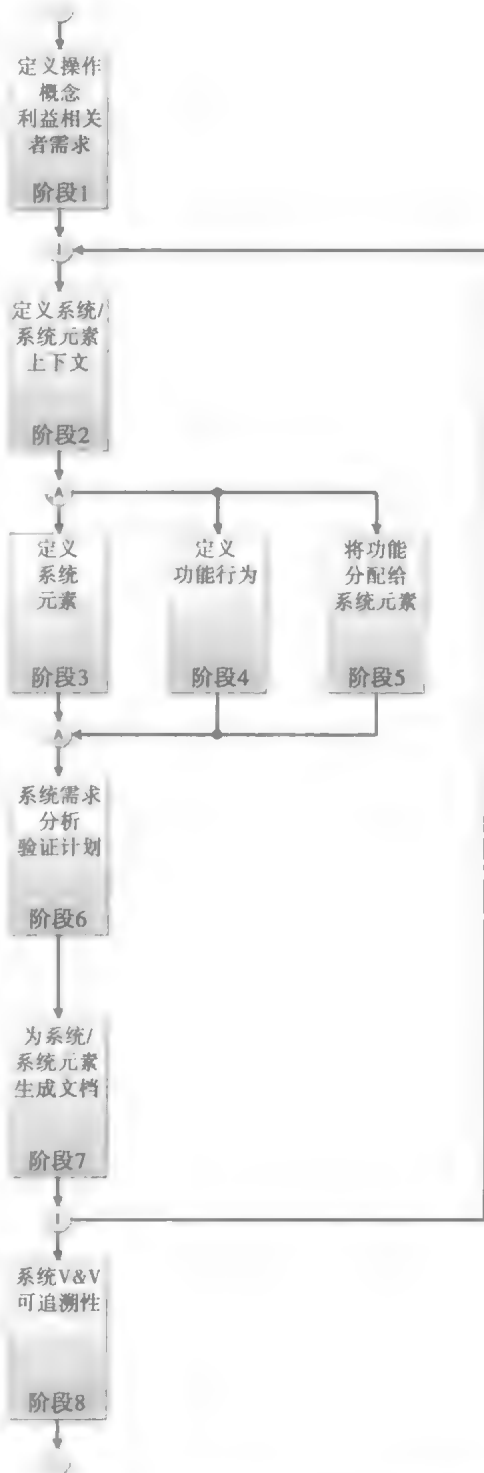 定义操作
概念
利益相关
者需求
阶段1
I
定义系统/
系统元素
上下文
阶段2
A
定义
系统
元素
阶段3
定义
功能行为
阶段4
将功能
分配给
系统元素
阶段5
A
系统需求
分析
验证计划
阶段6
为系统/
系统元素
生成文档
阶段7
I
系统V&V
可追溯性
阶段8